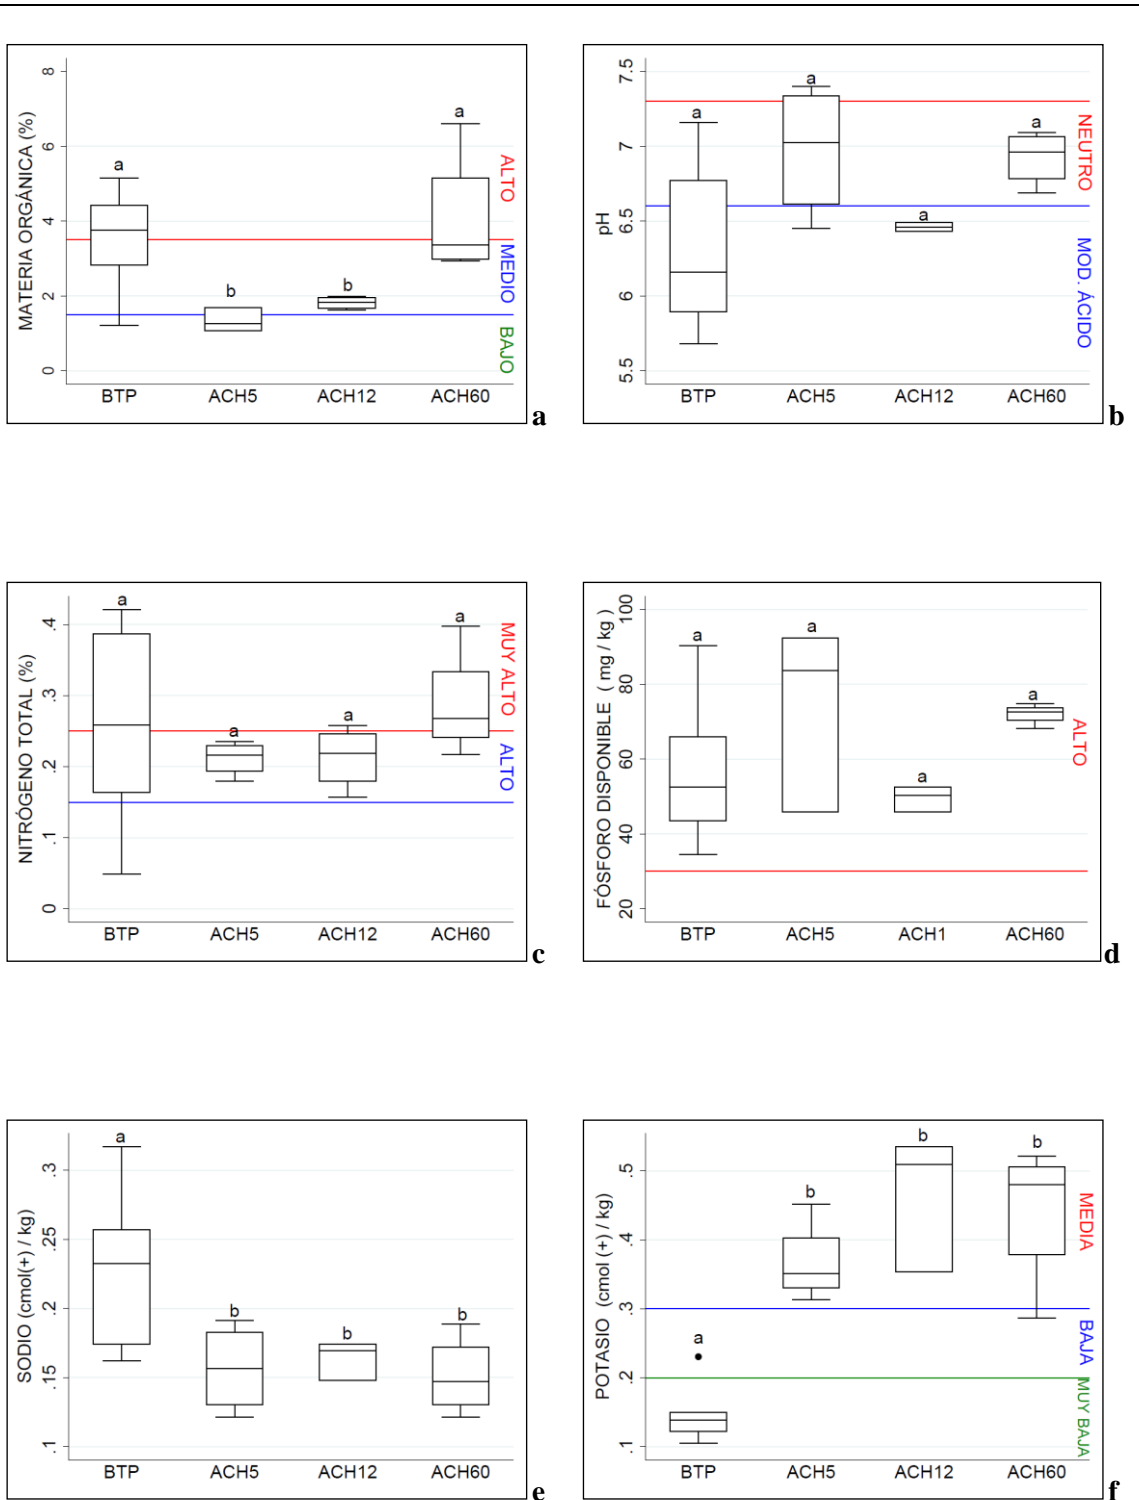 MATERIA ORGÁNICA (%)
8
6
4
2
0
a
b
b
a
ALTO
MEDIO
BAJO
BTP ACH5 ACH12 ACH60
a
pH
7.5
7
6.5
6
5.5
a
a
a
a
NEUTRO
MOD. ÁCIDO
BTP ACH5 ACH12 ACH60
b
NITRÓGENO TOTAL (%)
.4
.3
.2
.1
0
a
a
a
a
MUY ALTO
ALTO
BTP ACH5 ACH12 ACH60
c
FÓSFORO DISPONIBLE ( mg / kg )
100
80
60
40
20
a
a
a
a
ALTO
BTP ACH5 ACH1 ACH60
d
SODIO (cmol(+) / kg)
.3
.25
.2
.15
.1
a
b
b
b
BTP ACH5 ACH12 ACH60
e
POTASIO (cmol (+) / kg)
.5
.4
.3
.2
.1
a
b
b
b
MEDIA
BAJA
MUY BAJA
BTP ACH5 ACH12 ACH60
f